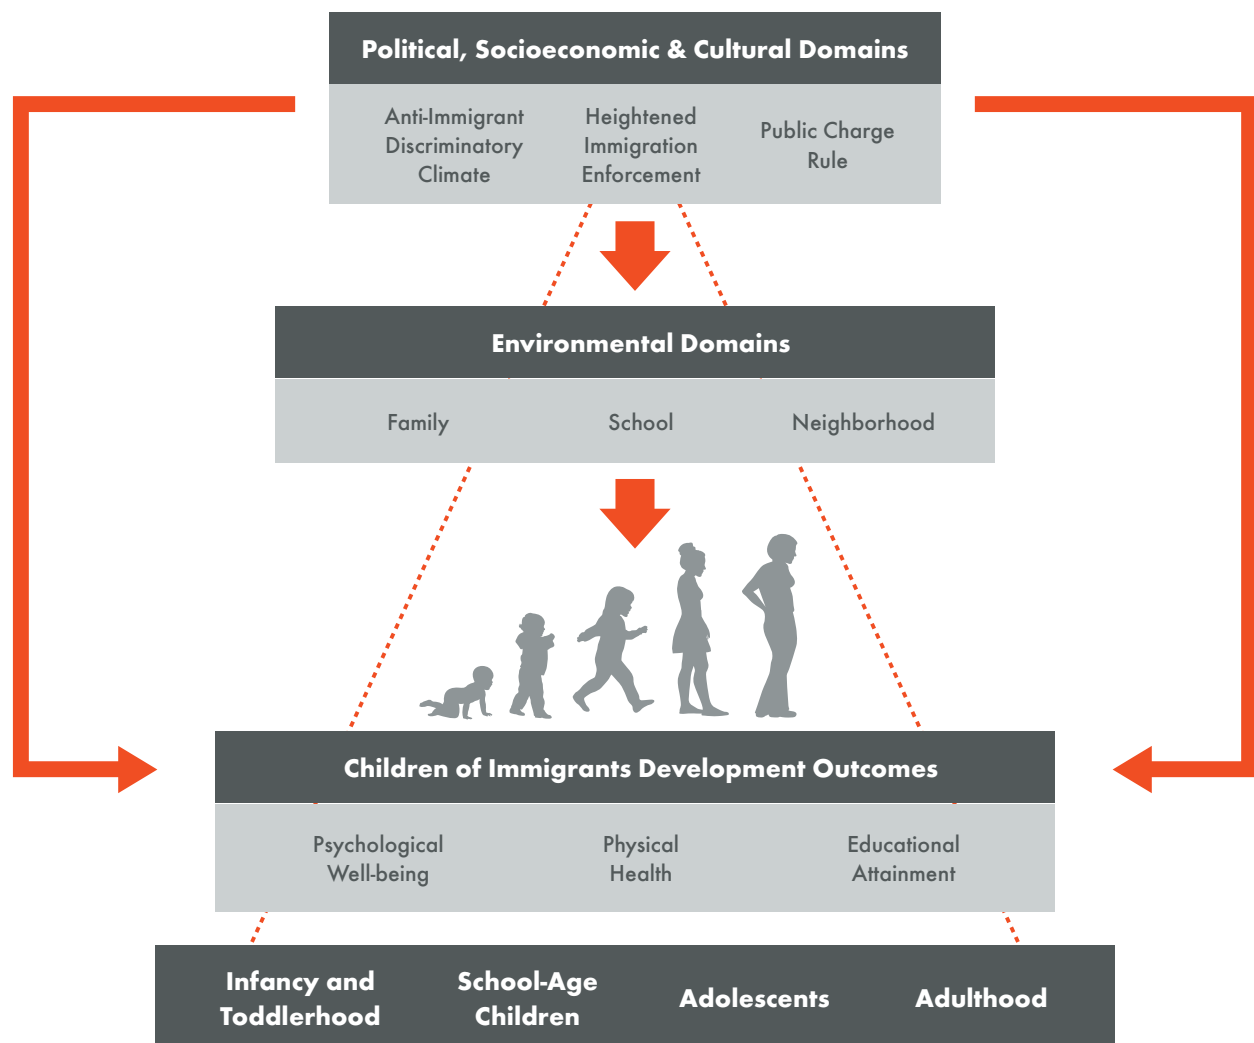 Political, Socioeconomic & Cultural Domains
Anti-Immigrant
Discriminatory
Climate
Heightened
Immigration
Enforcement
Public Charge
Rule
Environmental Domains
Family
School
Neighborhood
Children of Immigrants Development Outcomes
Psychological
Well-being
Physical
Health
Educational
Attainment
Infancy and
Toddlerhood
School-Age
Children
Adolescents
Adulthood